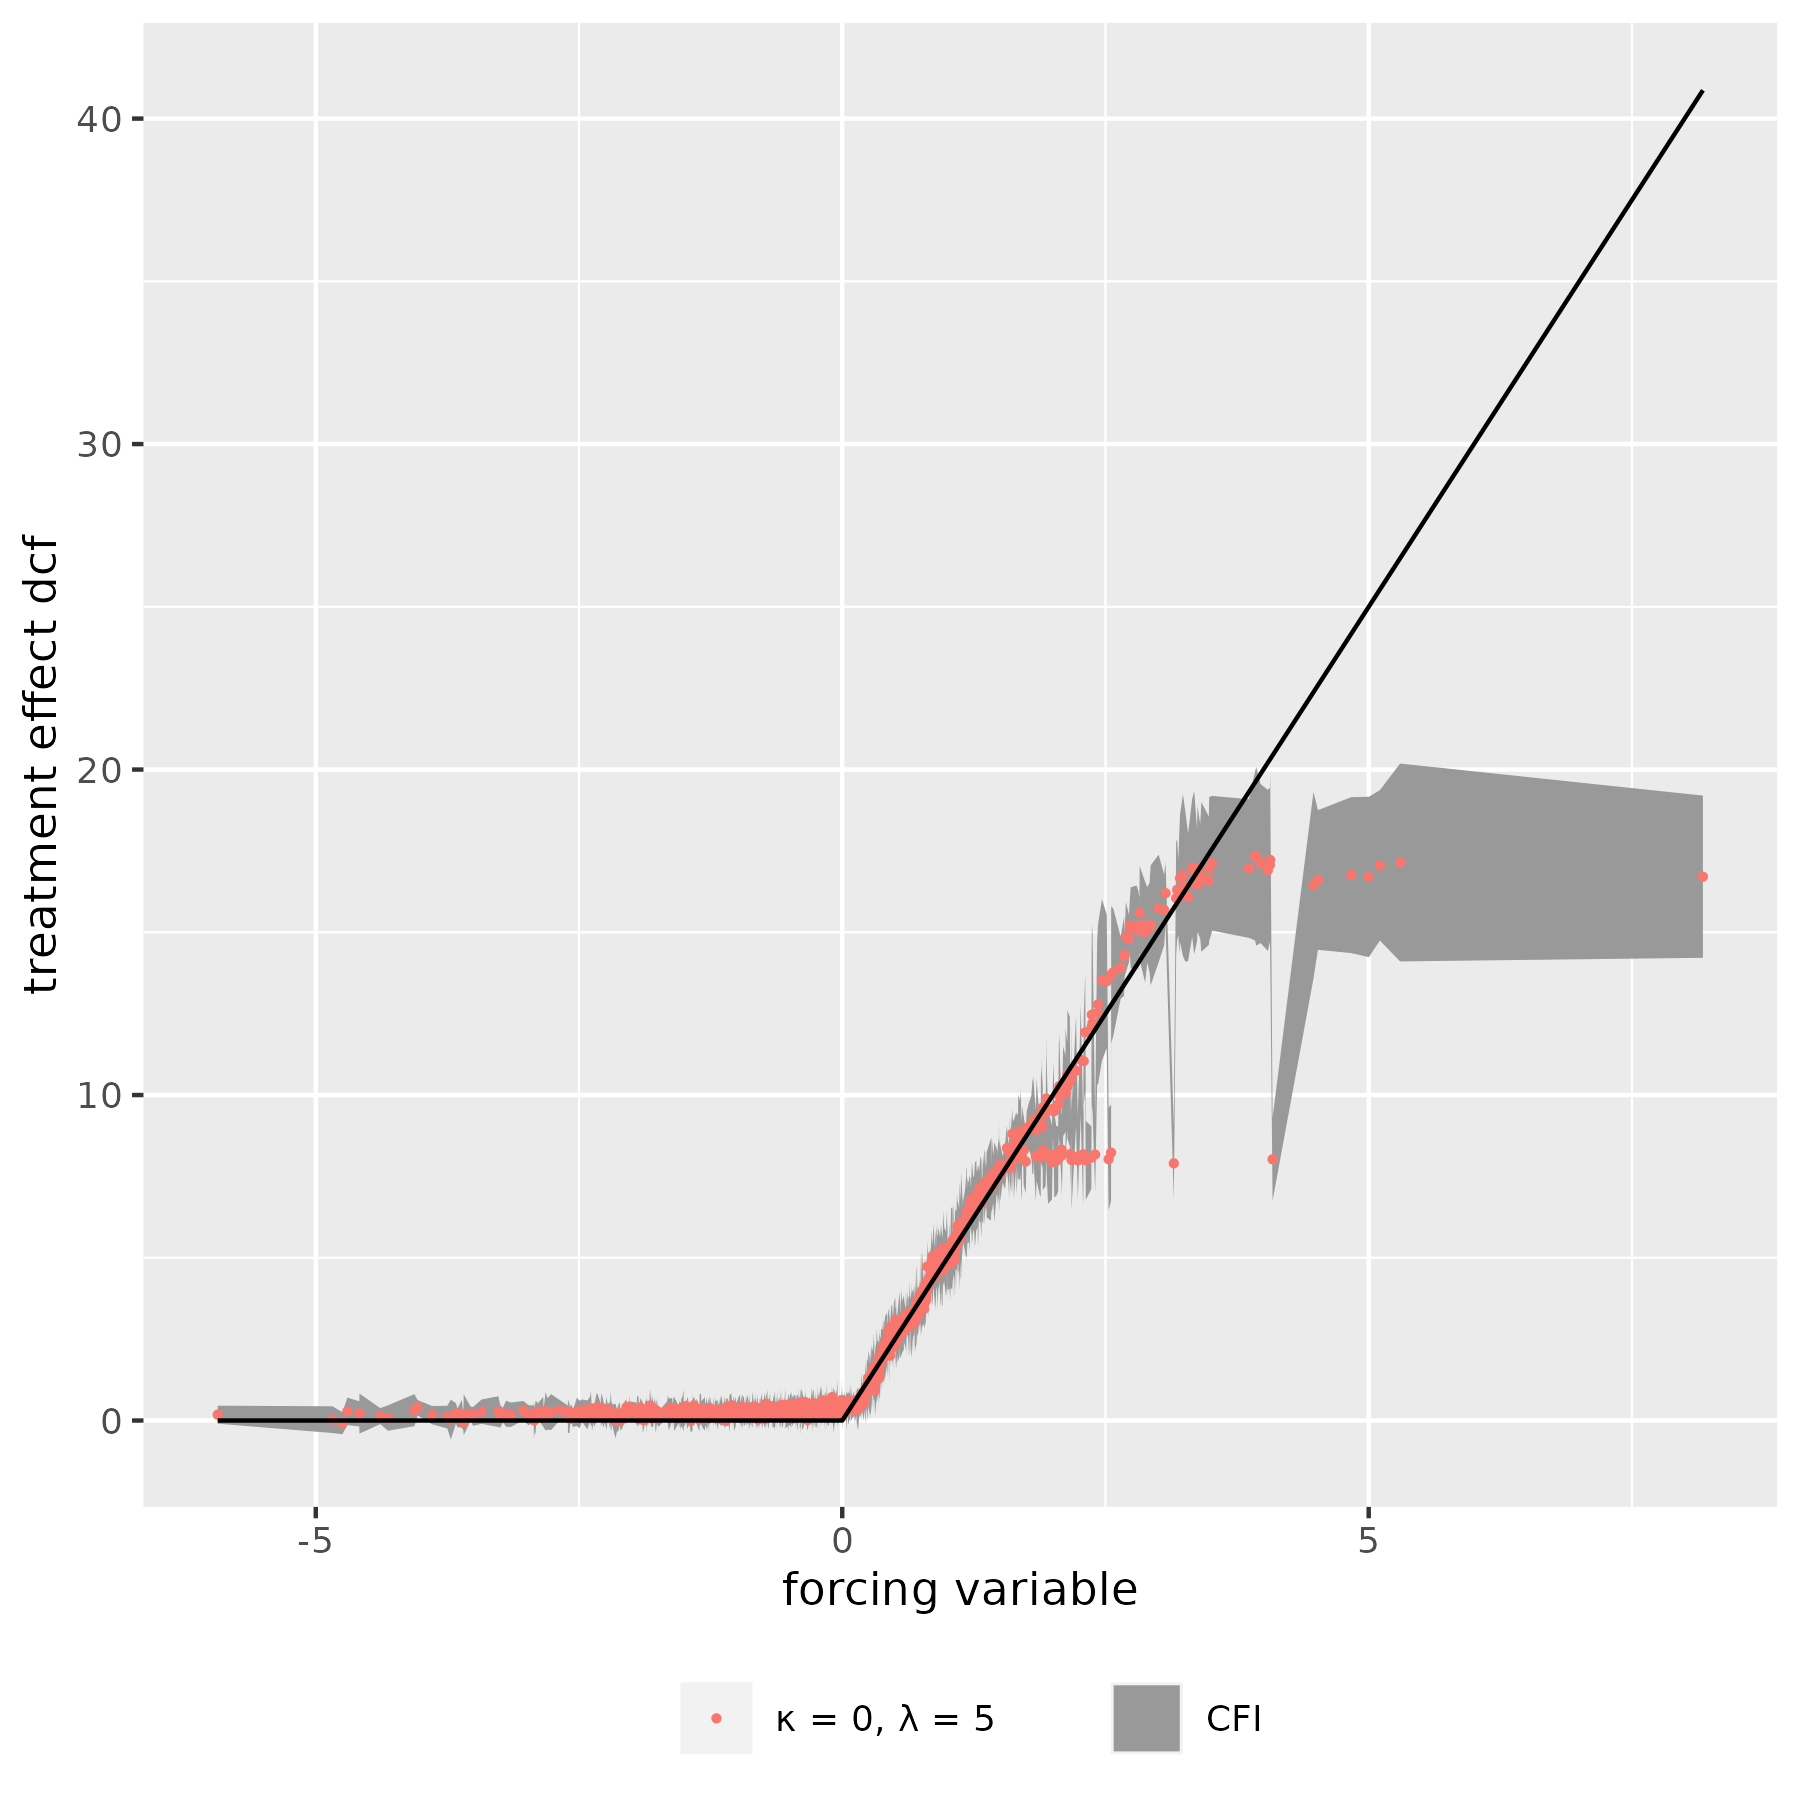 treatment effect dcf
40
30
20
10
0
-5 0 5
forcing variable
κ = 0, λ = 5 CFI